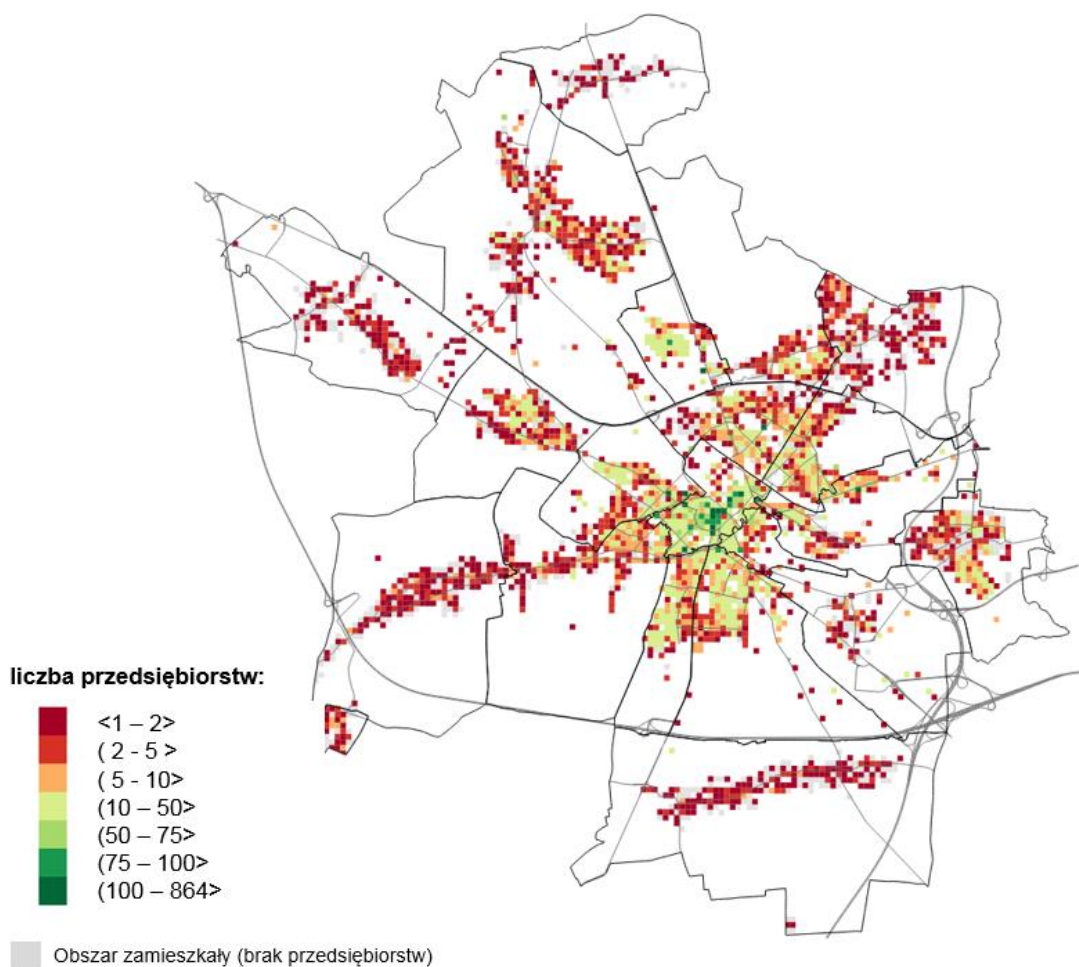 liczba przedsiębiorstw:
<1 – 2>
( 2 - 5 >
( 5 - 10>
(10 – 50>
(50 – 75>
(75 – 100>
(100 – 864>
Obszar zamieszkały (brak przedsiębiorstw)